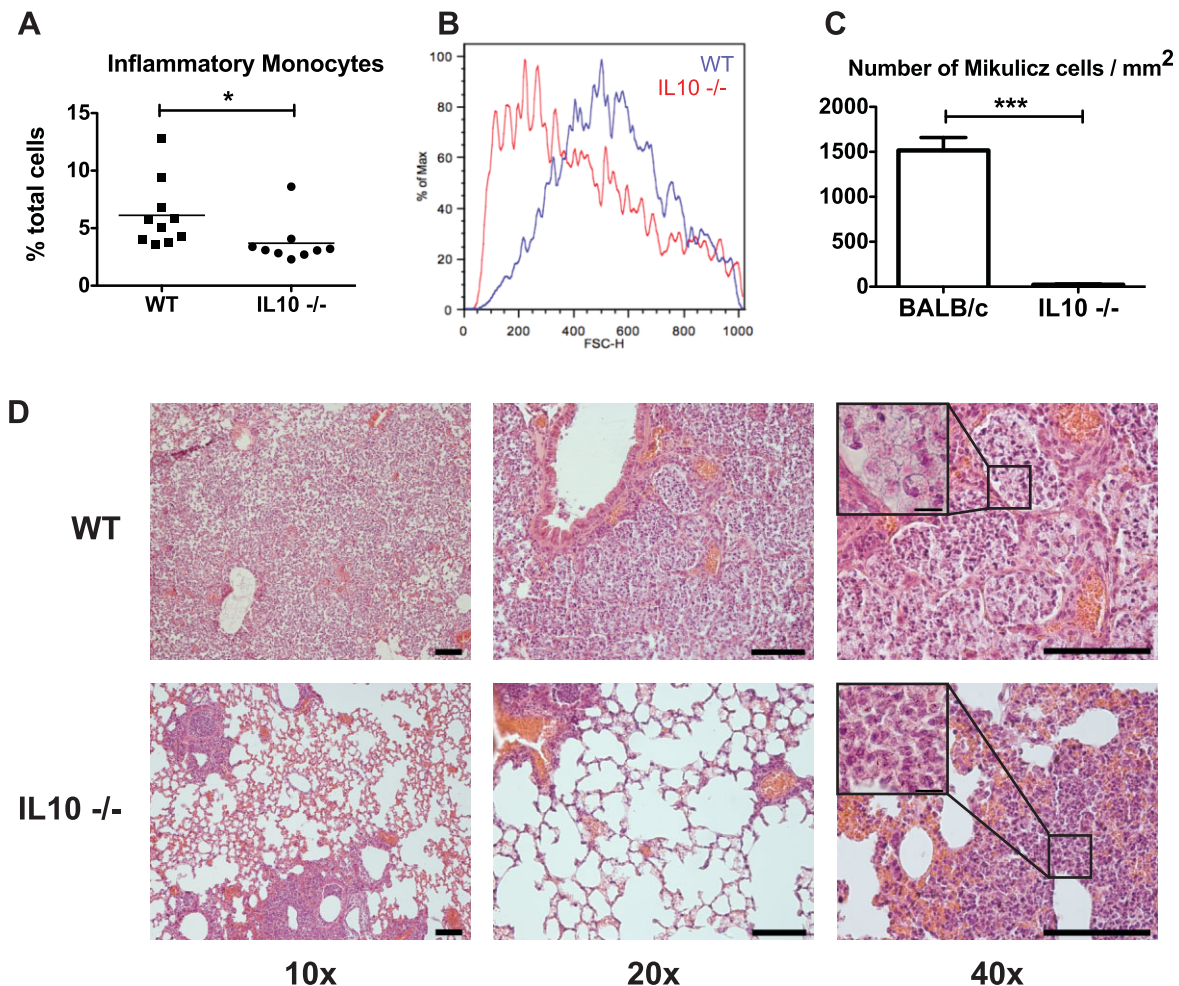 A
Inflammatory Monocytes
*
% total cells
15
10
5
0
WT
IL10 -/-
B
WT
IL10 -/-
% of Max
100
80
60
40
20
0
0 200 400 600 800 1000
FSC-H
C
Number of Mikulicz cells / mm2
***
2000
1500
1000
500
0
BALB/c
IL10 -/-
D
WT
IL10 -/-
10x
20x
40x